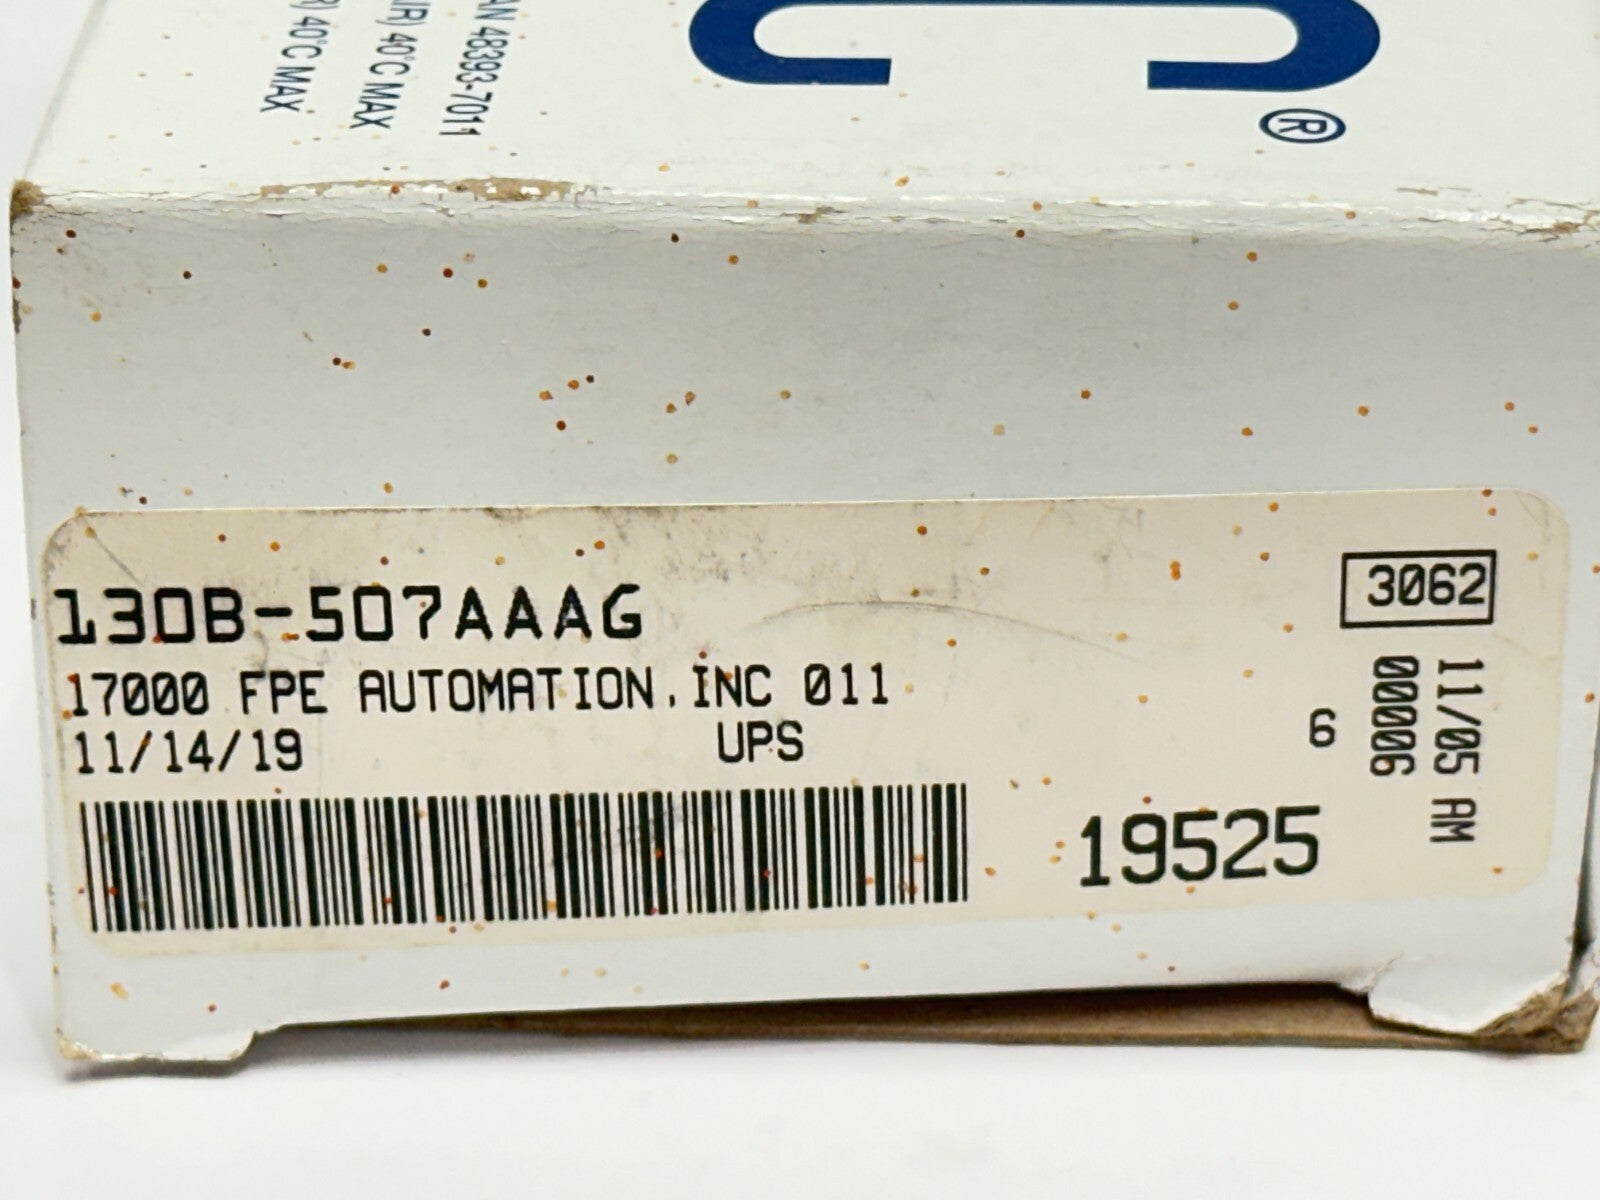 AN 48393-7011
IR) 40°C MAX
R) 40°C MAX
C
®
130B-507AAAG
17000 FPE AUTOMATION,INC 011
11/14/19 UPS
6
19525
3062
11/05 AM
00006